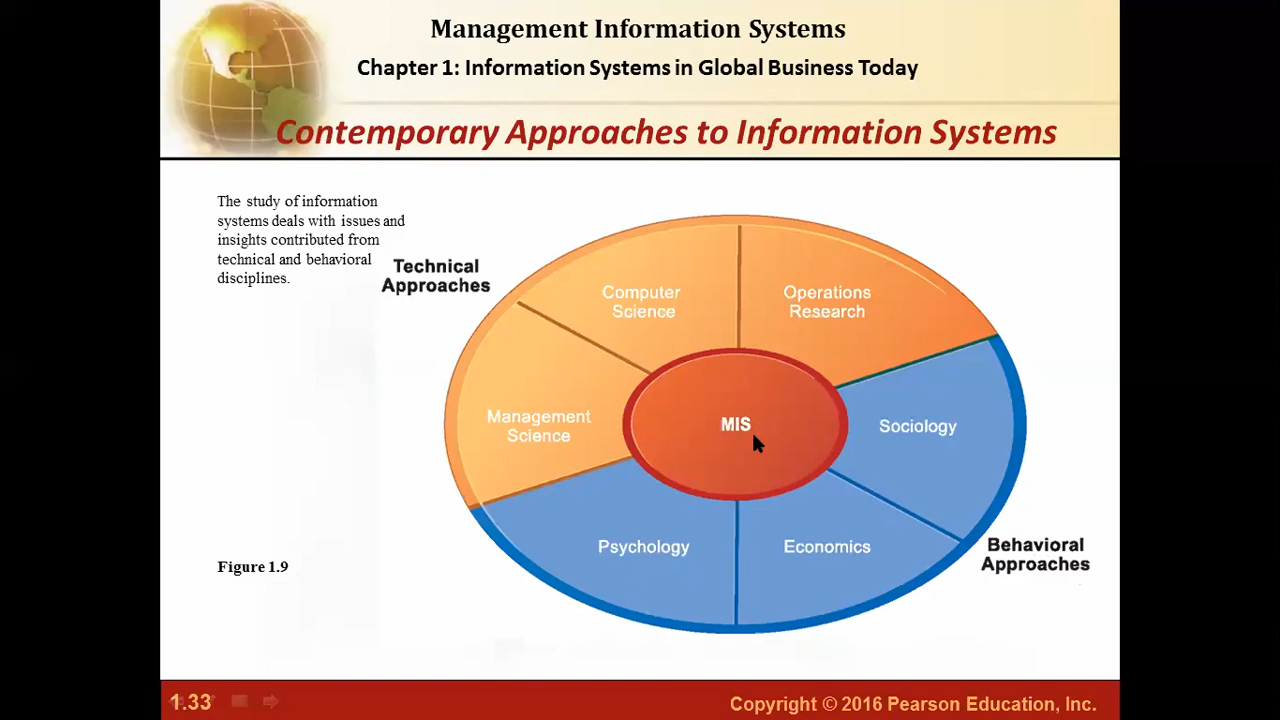 Management Information Systems
Chapter 1: Information Systems in Global Business Today
Contemporary Approaches to Information Systems
The study of information
systems deals with issues and
insights contributed from
technical and behavioral
disciplines.
Technical
Approaches
Computer
Science
Operations
Research
Management
Science
MIS
Sociology
Psychology
Economics
Behavioral
Approaches
Figure 1.9
1.33
Copyright © 2016 Pearson Education, Inc.